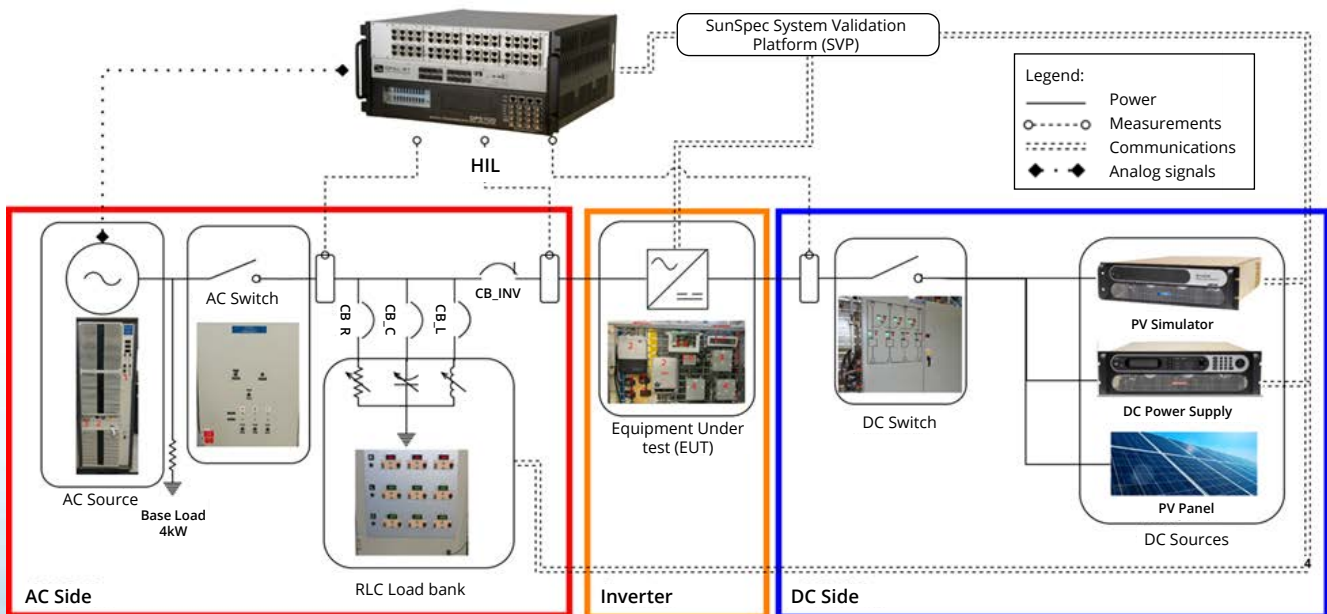 SunSpec System Validation
Platform (SVP)
Legend:
Power
Measurements
Communications
Analog signals
HIL
AC Switch
CB_R
CB_C
CB_L
CB_INV
AC Source
Base Load
4kW
RLC Load bank
Equipment Under
test (EUT)
DC Switch
PV Simulator
DC Power Supply
PV Panel
DC Sources
4
AC Side
Inverter
DC Side